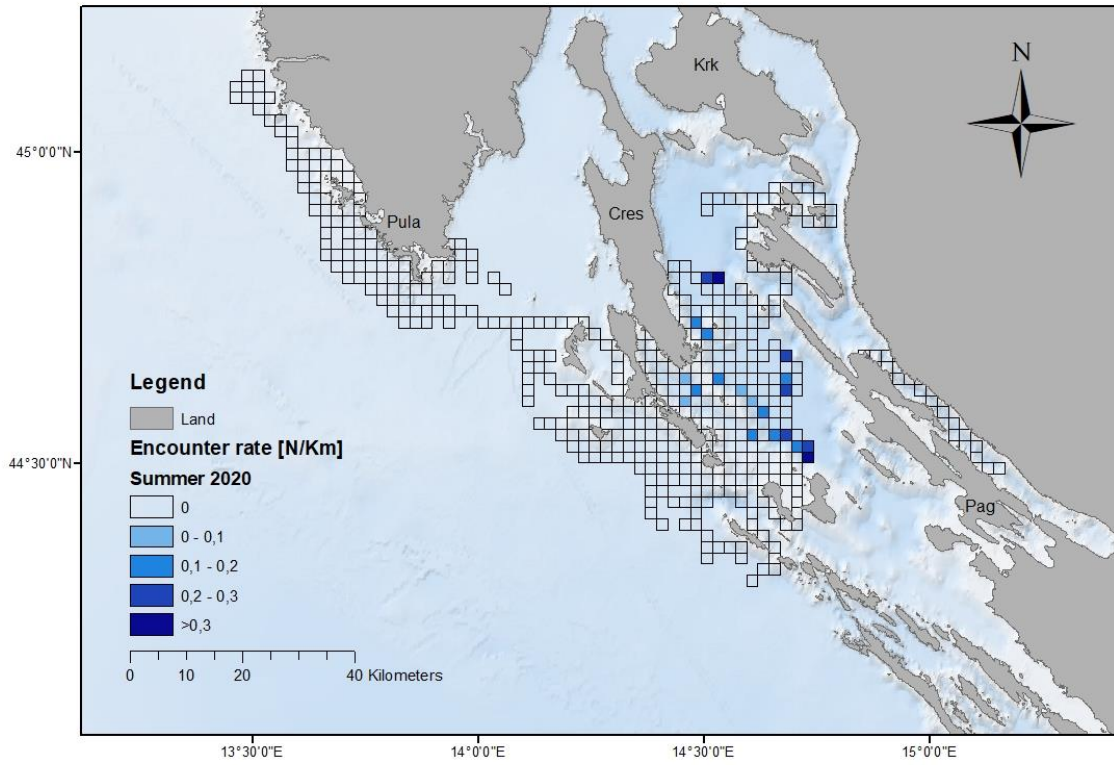 N
Krk
45°0'0"N
Pula
Cres
Legend
Land
Encounter rate [N/Km]
Summer 2020
0
0 - 0,1
0,1 - 0,2
0,2 - 0,3
>0,3
44°30'0"N
Pag
0 10 20 40 Kilometers
13°30'0"E 14°0'0"E 14°30'0"E 15°0'0"E